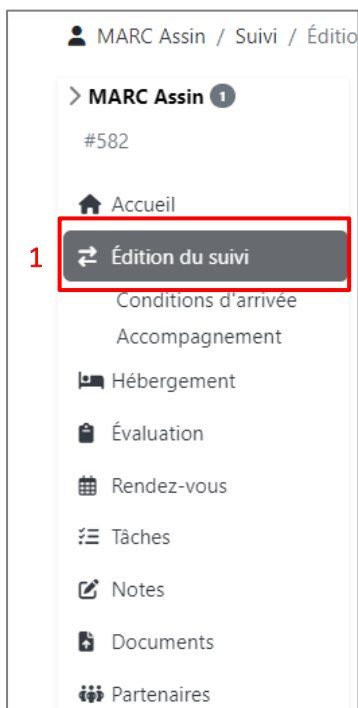 MARC Assin / Suivi / Éditio
MARC Assin 1
#582
Accueil
1
Édition du suivi
Conditions d'arrivée
Accompagnement
Hébergement
Évaluation
Rendez-vous
Tâches
Notes
Documents
Partenaires